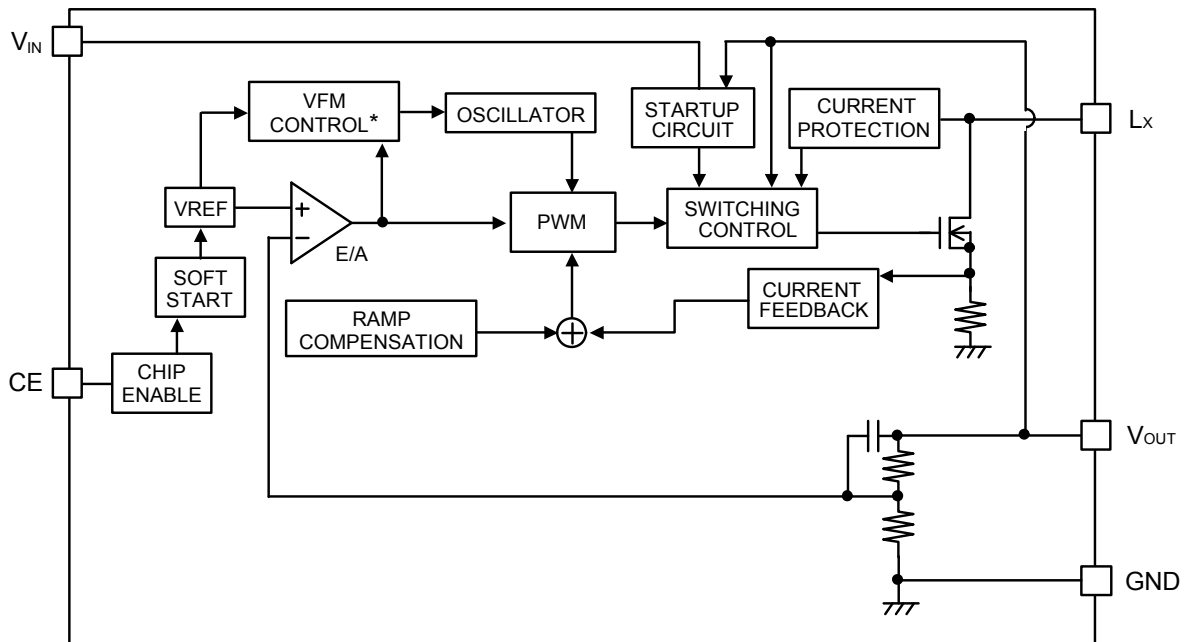 VIN
VFM
CONTROL*
OSCILLATOR
STARTUP
CIRCUIT
CURRENT
PROTECTION
LX
VREF
+
−
E/A
PWM
SWITCHING
CONTROL
SOFT
START
RAMP
COMPENSATION
CURRENT
FEEDBACK
CE
CHIP
ENABLE
VOUT
GND